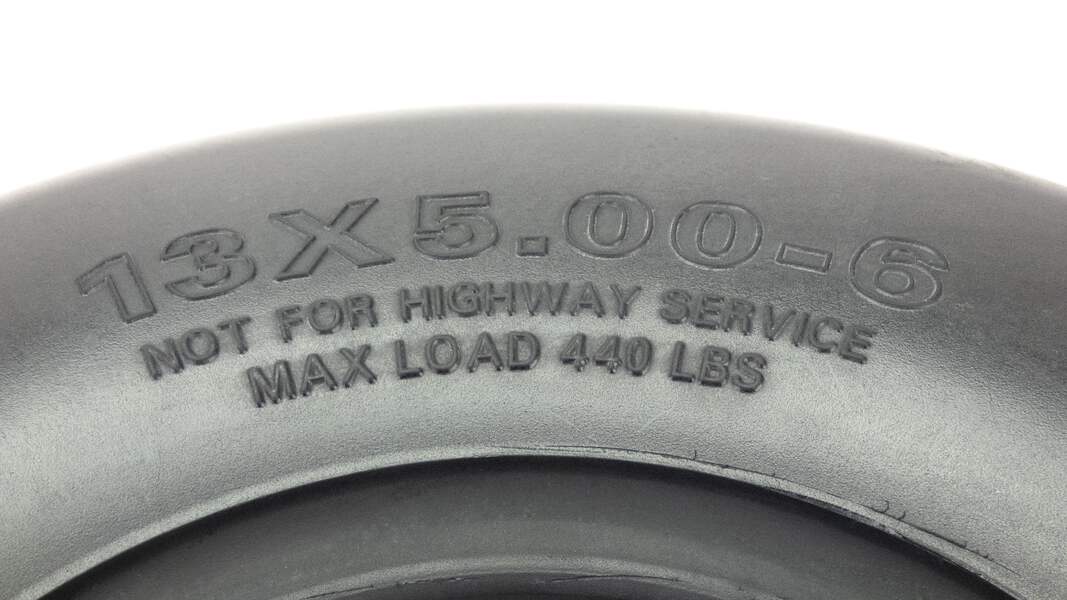 13X5.00-6
NOT FOR HIGHWAY SERVICE
MAX LOAD 440 LBS